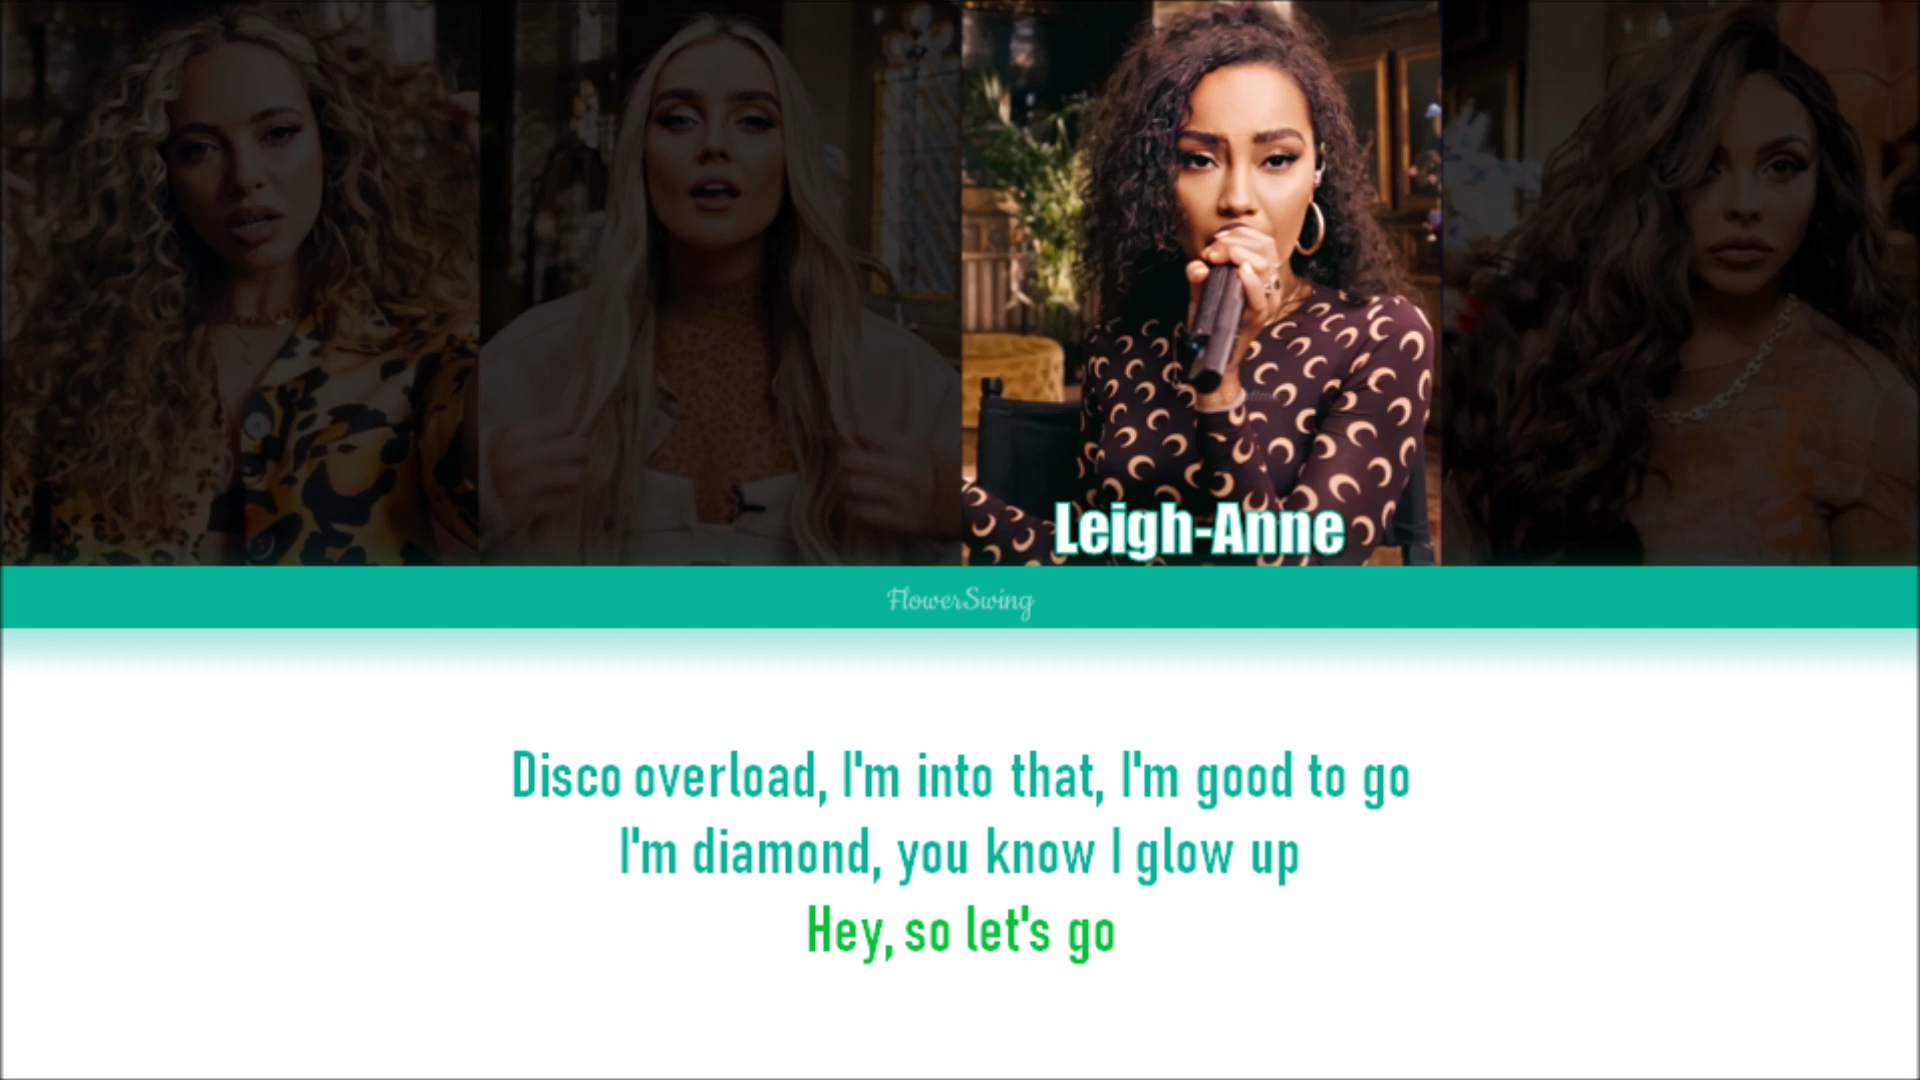 Leigh-Anne
FlowerSwing
Disco overload, I'm into that, I'm good to go
I'm diamond, you know I glow up
Hey, so let's go